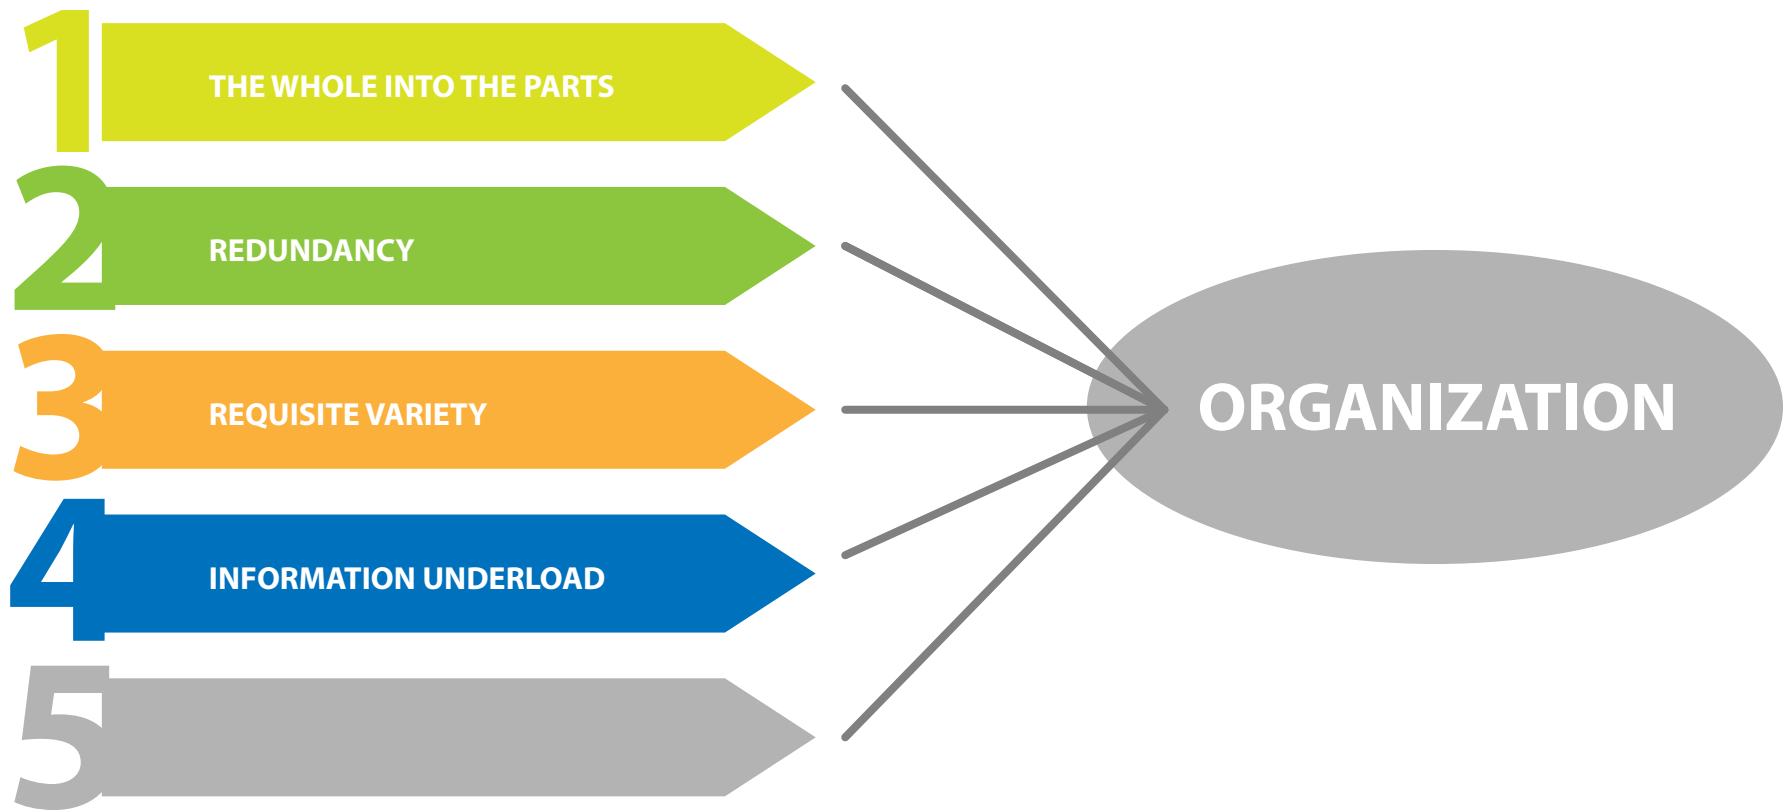 1
THE WHOLE INTO THE PARTS
2
REDUNDANCY
3
REQUISITE VARIETY
4
INFORMATION UNDERLOAD
5
ORGANIZATION